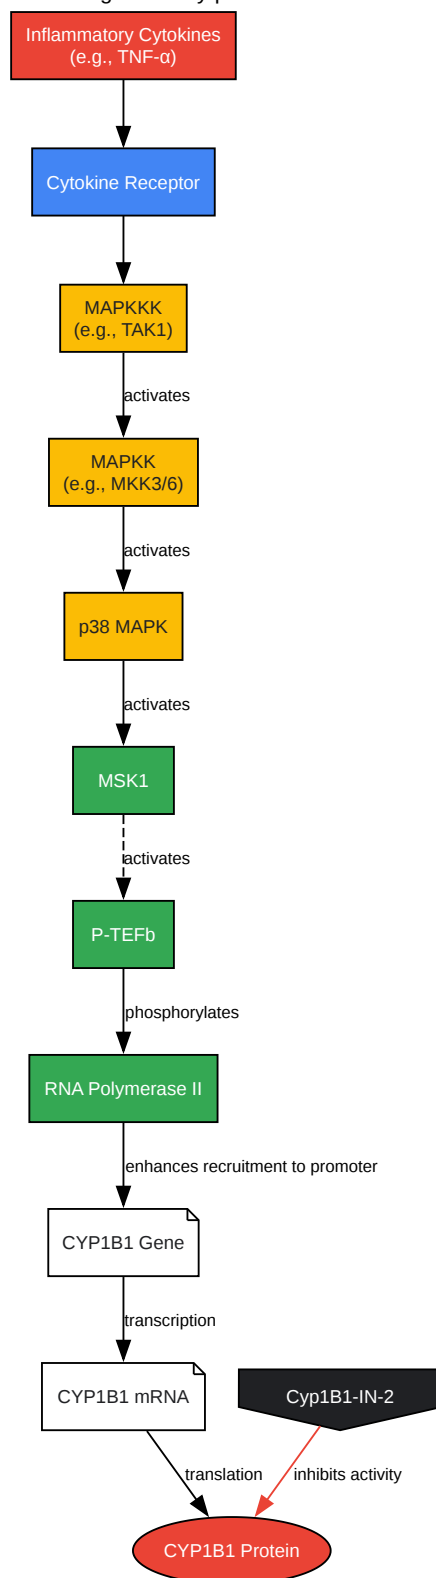 Inflammatory Cytokines
(e.g., TNF-α)
Cytokine Receptor
MAPKKK
(e.g., TAK1)
activates
MAPKK
(e.g., MKK3/6)
activates
p38 MAPK
activates
MSK1
activates
P-TEFb
phosphorylates
RNA Polymerase II
enhances recruitment to promoter
CYP1B1 Gene
transcription
CYP1B1 mRNA
Cyp1B1-IN-2
translation
inhibits activity
CYP1B1 Protein